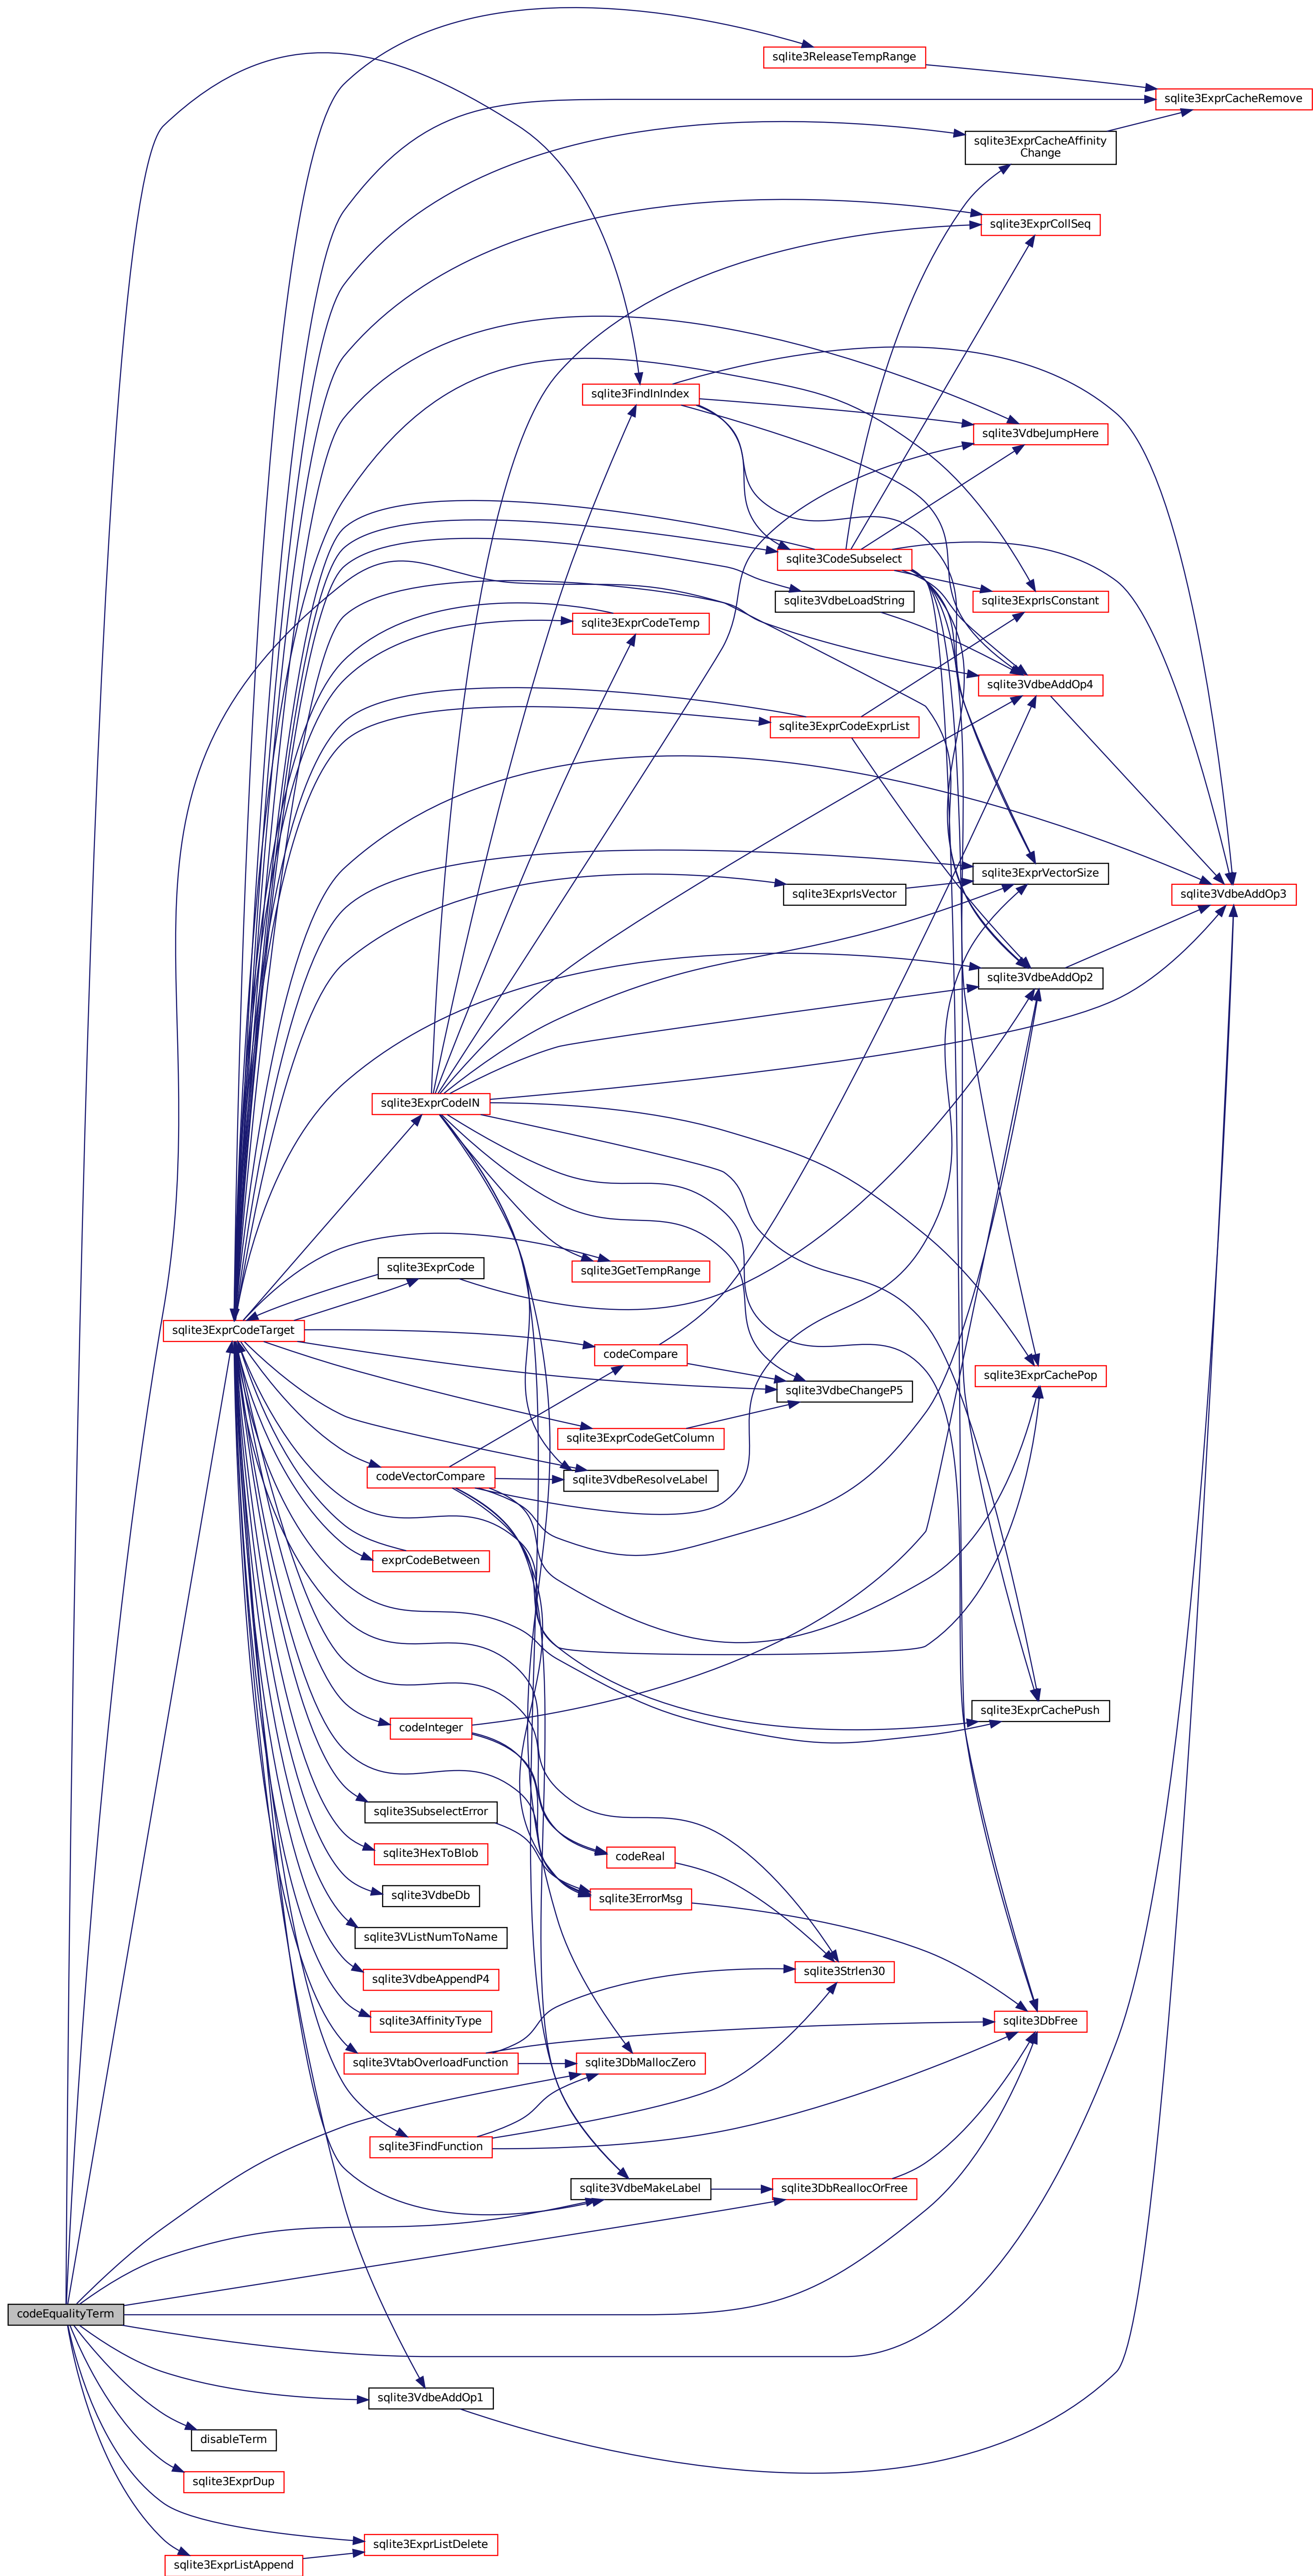 sqlite3ReleaseTempRange
sqlite3ExprCacheRemove
sqlite3ExprCacheAffinity
Change
sqlite3ExprCollSeq
sqlite3FindInIndex
sqlite3VdbeJumpHere
sqlite3CodeSubselect
sqlite3VdbeLoadString
sqlite3ExprIsConstant
sqlite3ExprCodeTemp
sqlite3VdbeAddOp4
sqlite3ExprCodeExprList
sqlite3ExprVectorSize
sqlite3ExprIsVector
sqlite3VdbeAddOp3
sqlite3VdbeAddOp2
sqlite3ExprCodeIN
sqlite3ExprCode
sqlite3GetTempRange
sqlite3ExprCodeTarget
codeCompare
sqlite3ExprCachePop
sqlite3VdbeChangeP5
sqlite3ExprCodeGetColumn
codeVectorCompare
sqlite3VdbeResolveLabel
exprCodeBetween
sqlite3ExprCachePush
codeInteger
sqlite3SubselectError
sqlite3HexToBlob
codeReal
sqlite3VdbeDb
sqlite3ErrorMsg
sqlite3VListNumToName
sqlite3VdbeAppendP4
sqlite3Strlen30
sqlite3AffinityType
sqlite3DbFree
sqlite3VtabOverloadFunction
sqlite3DbMallocZero
sqlite3FindFunction
sqlite3VdbeMakeLabel
sqlite3DbReallocOrFree
codeEqualityTerm
sqlite3VdbeAddOp1
disableTerm
sqlite3ExprDup
sqlite3ExprListDelete
sqlite3ExprListAppend